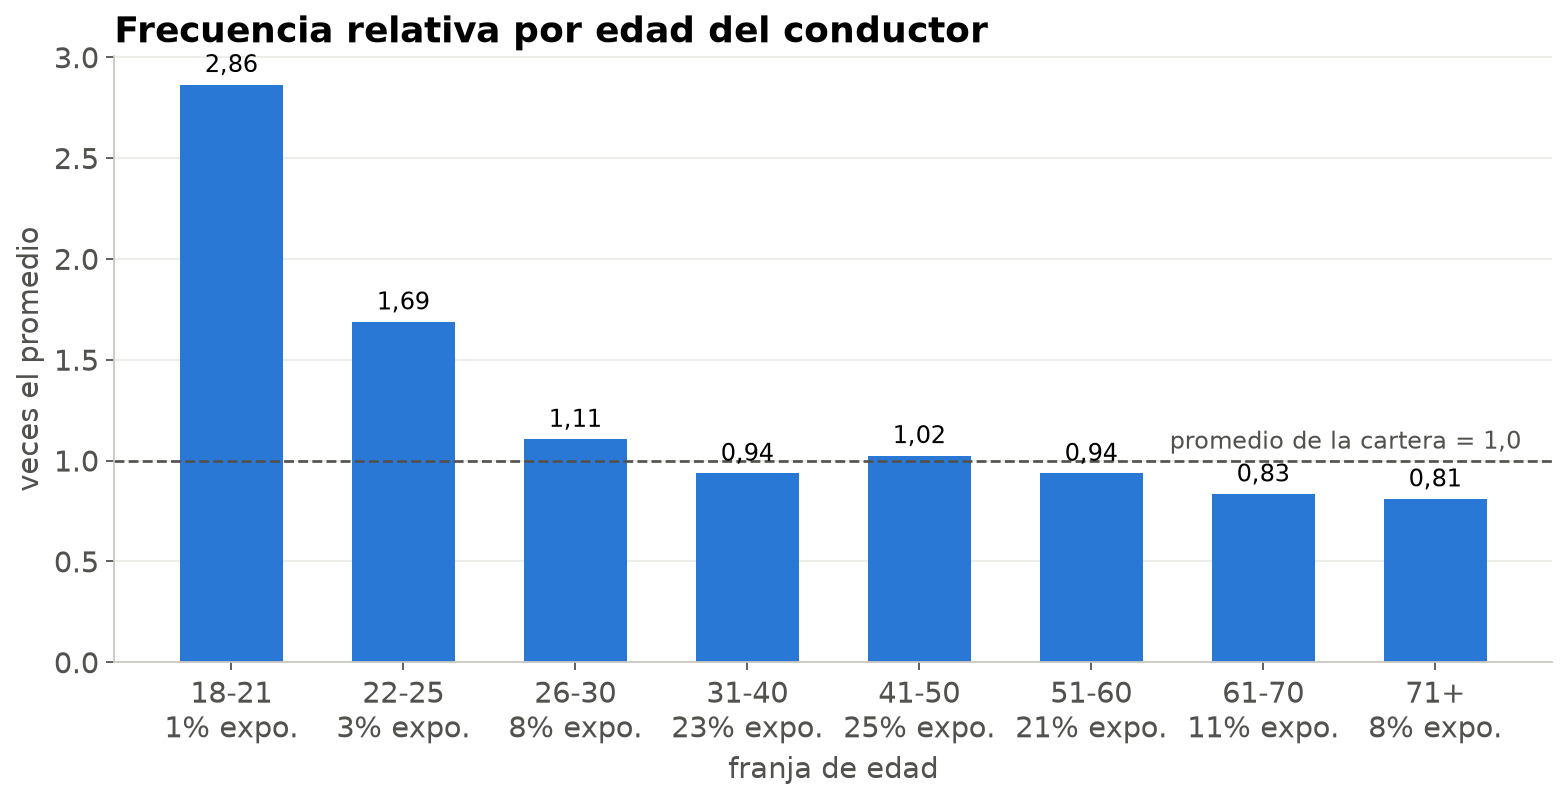 Frecuencia relativa por edad del conductor
veces el promedio
3.0
2.5
2.0
1.5
1.0
0.5
0.0
2,86
1,69
1,11
0,94
1,02
0,94
0,83
0,81
promedio de la cartera = 1,0
18-21
1% expo.
22-25
3% expo.
26-30
8% expo.
31-40
23% expo.
41-50
25% expo.
51-60
21% expo.
61-70
11% expo.
71+
8% expo.
franja de edad